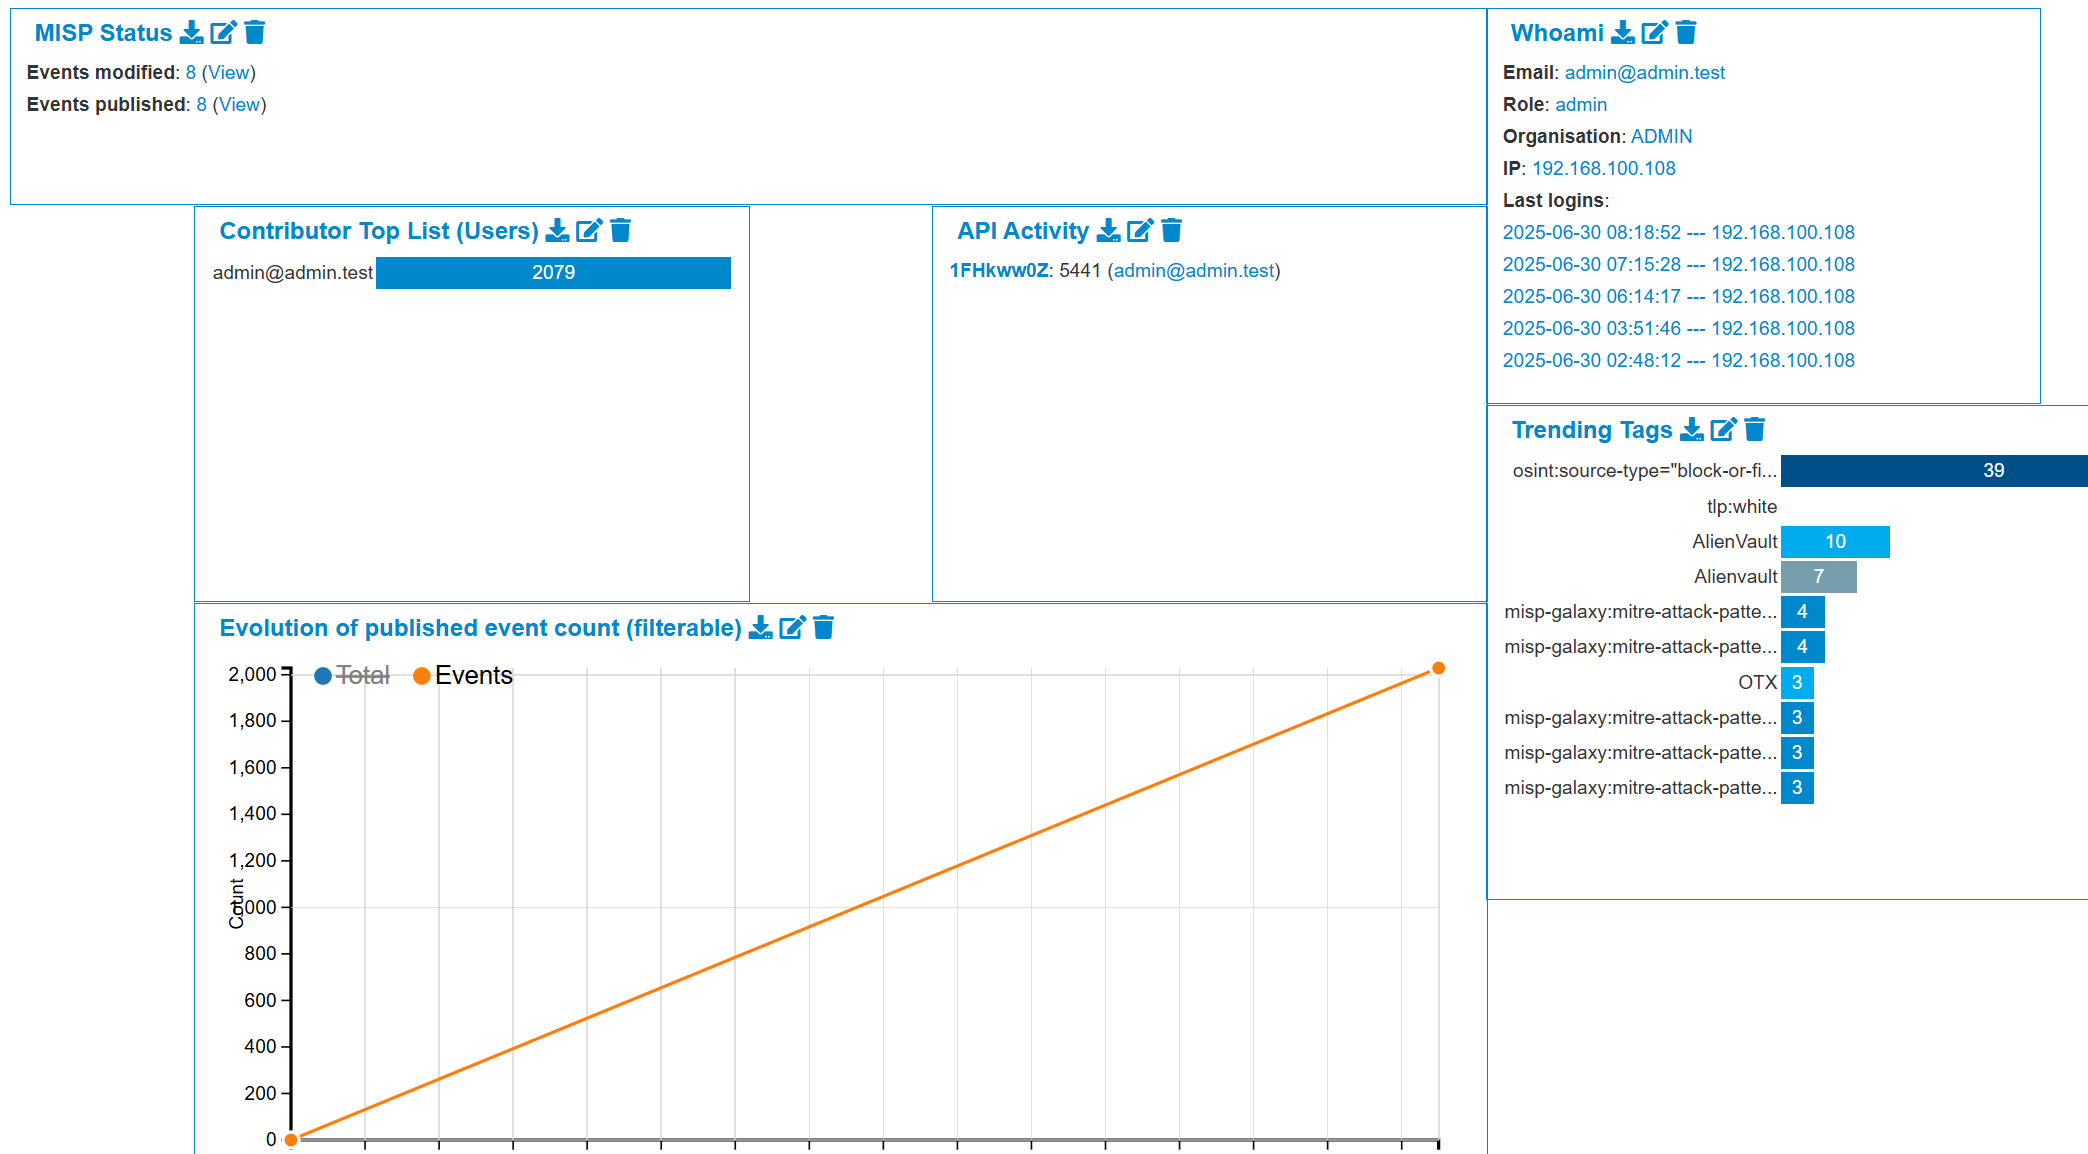 MISP Status
Events modified: 8 (View)
Events published: 8 (View)
Whoami
Email: admin@admin.test
Role: admin
Organisation: ADMIN
IP: 192.168.100.108
Last logins:
2025-06-30 08:18:52 --- 192.168.100.108
2025-06-30 07:15:28 --- 192.168.100.108
2025-06-30 06:14:17 --- 192.168.100.108
2025-06-30 03:51:46 --- 192.168.100.108
2025-06-30 02:48:12 --- 192.168.100.108
Contributor Top List (Users)
admin@admin.test 2079
API Activity
1FHkww0Z: 5441 (admin@admin.test)
Trending Tags
osint:source-type="block-or-fi... 39
tlp:white
AlienVault 10
Alienvault 7
misp-galaxy:mitre-attack-patte... 4
misp-galaxy:mitre-attack-patte... 4
OTX 3
misp-galaxy:mitre-attack-patte... 3
misp-galaxy:mitre-attack-patte... 3
misp-galaxy:mitre-attack-patte... 3
Evolution of published event count (filterable)
Total Events
2,000
1,800
1,600
1,400
1,200
1,000
800
600
400
200
0
Count